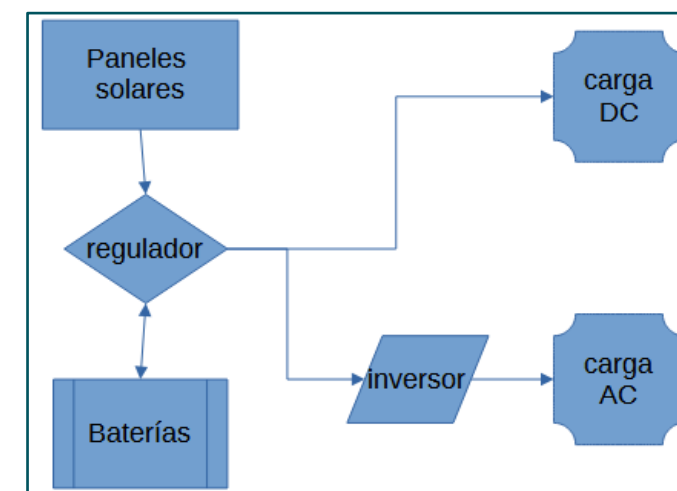 Paneles
solares
carga
DC
regulador
inversor
carga
AC
Baterías